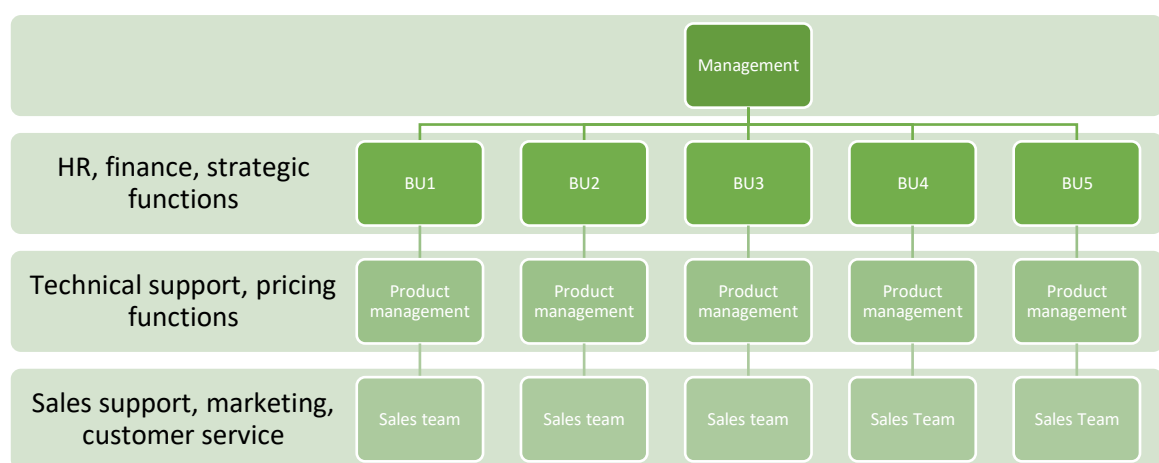 Management
HR, finance, strategic
functions
BU1
BU2
BU3
BU4
BU5
Technical support, pricing
functions
Product
management
Product
management
Product
management
Product
management
Product
management
Sales support, marketing,
customer service
Sales team
Sales team
Sales team
Sales Team
Sales Team